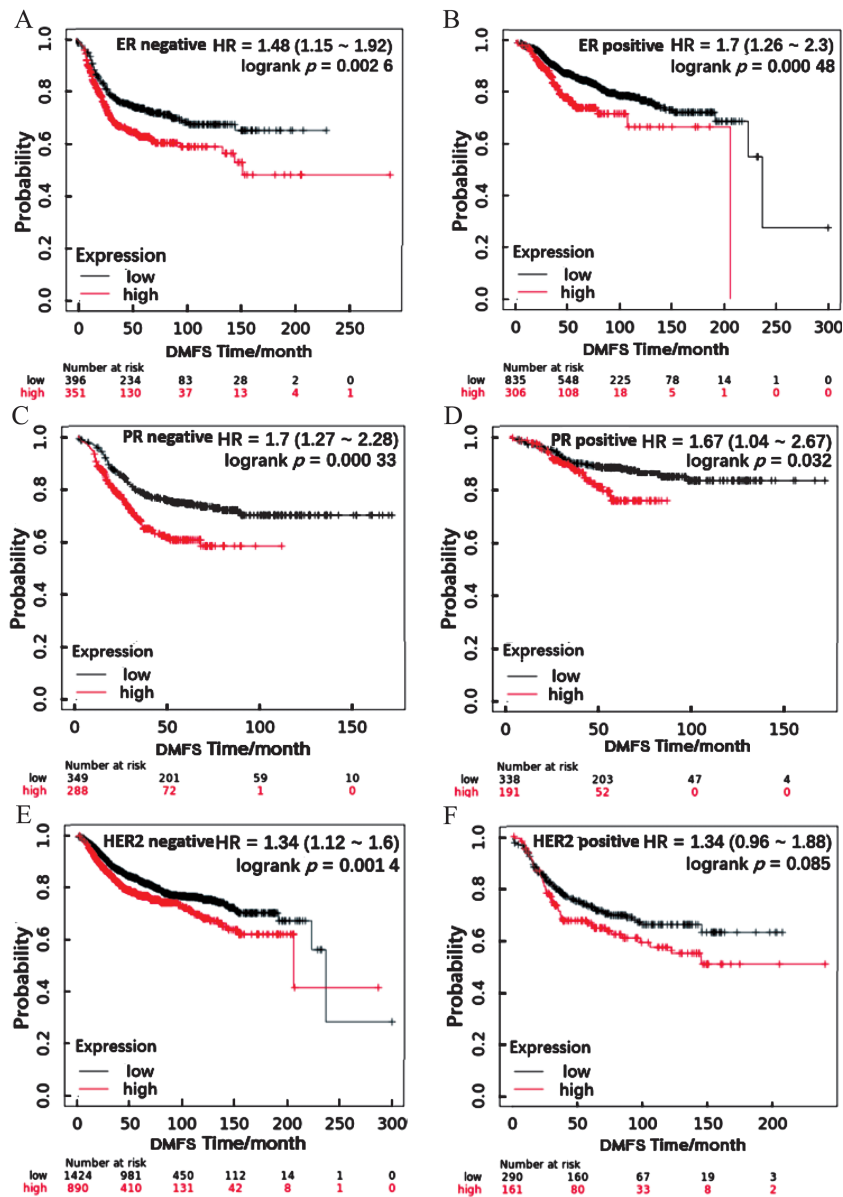 A
ER negative HR = 1.48 (1.15 ~ 1.92)
logrank p = 0.002 6
Probability
0.0 0.2 0.4 0.6 0.8 1.0
Expression
low
high
0 50 100 150 200 250
DMFS Time/month
Number at risk
low 396 234 83 28 2 0
high 351 130 37 13 4 1
B
ER positive HR = 1.7 (1.26 ~ 2.3)
logrank p = 0.000 48
Probability
0.0 0.2 0.4 0.6 0.8 1.0
Expression
low
high
0 50 100 150 200 250 300
DMFS Time/month
Number at risk
low 835 548 225 78 14 1 0
high 306 108 18 5 1 0 0
C
PR negative HR = 1.7 (1.27 ~ 2.28)
logrank p = 0.000 33
Probability
0.0 0.2 0.4 0.6 0.8 1.0
Expression
low
high
0 50 100 150
DMFS Time/month
Number at risk
low 349 201 59 10
high 288 72 1 0
D
PR positive HR = 1.67 (1.04 ~ 2.67)
logrank p = 0.032
Probability
0.0 0.2 0.4 0.6 0.8 1.0
Expression
low
high
0 50 100 150
DMFS Time/month
Number at risk
low 338 203 47 4
high 191 52 0 0
E
HER2 negative HR = 1.34 (1.12 ~ 1.6)
logrank p = 0.001 4
Probability
0.0 0.2 0.4 0.6 0.8 1.0
Expression
low
high
0 50 100 150 200 250 300
DMFS Time/month
Number at risk
low 1424 981 450 112 14 1 0
high 890 410 131 42 8 1 0
F
HER2 positive HR = 1.34 (0.96 ~ 1.88)
logrank p = 0.085
Probability
0.0 0.2 0.4 0.6 0.8 1.0
Expression
low
high
0 50 100 150 200
DMFS Time/month
Number at risk
low 290 160 67 19 3
high 161 80 33 8 2